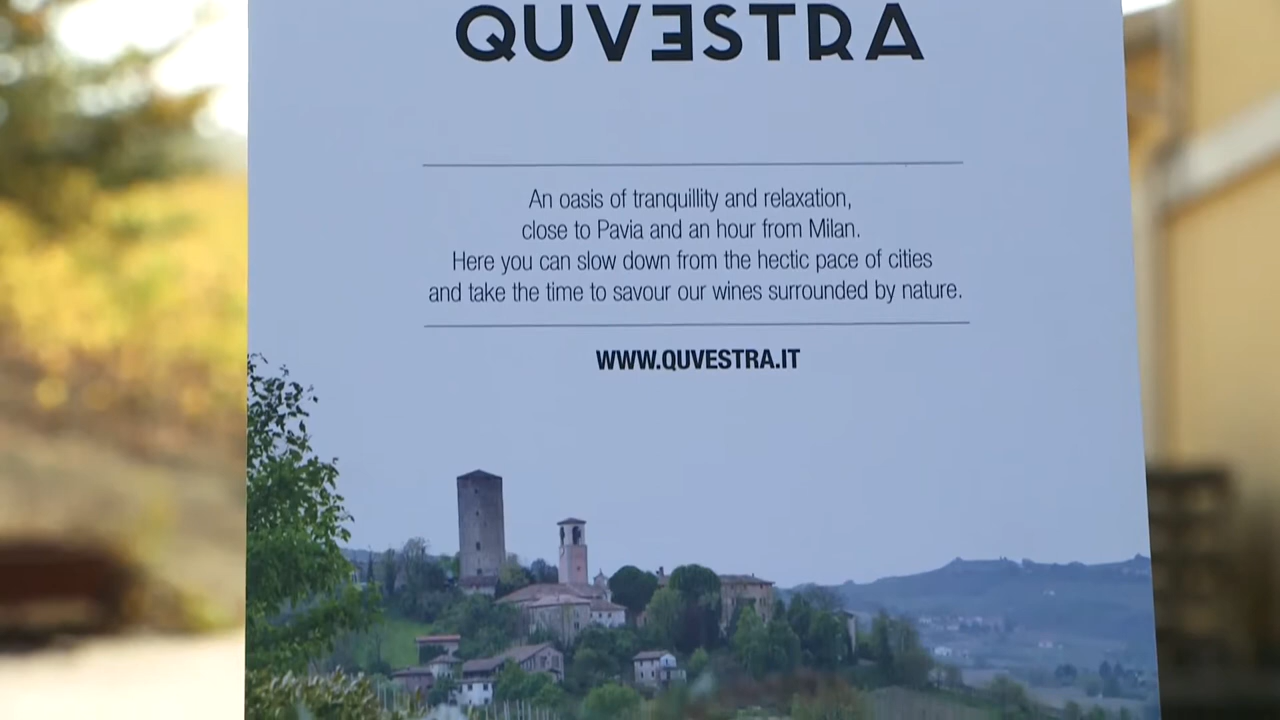 QUVESTRA
An oasis of tranquillity and relaxation,
close to Pavia and an hour from Milan.
Here you can slow down from the hectic pace of cities
and take the time to savour our wines surrounded by nature.
WWW.QUVESTRA.IT